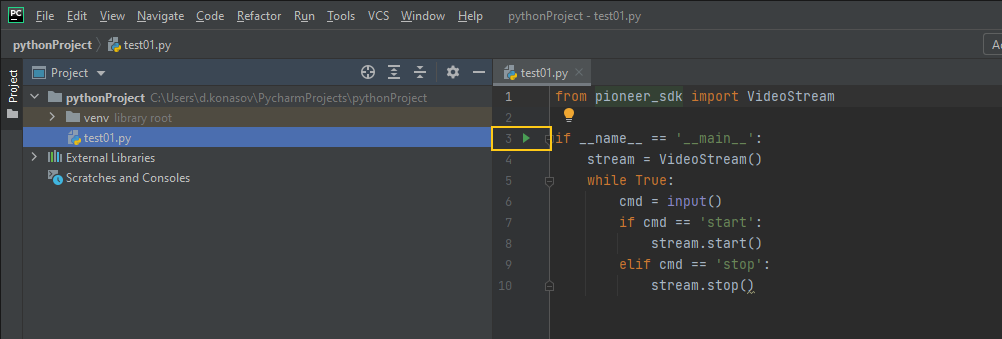 PC File Edit View Navigate Code Refactor Run Tools VCS Window Help pythonProject - test01.py
pythonProject test01.py
Project
Project
pythonProject C:\Users\d.konasov\PycharmProjects\pythonProject
venv library root
test01.py
External Libraries
Scratches and Consoles
test01.py
1 from pioneer_sdk import VideoStream
2
3 if __name__ == '__main__':
4 stream = VideoStream()
5 while True:
6 cmd = input()
7 if cmd == 'start':
8 stream.start()
9 elif cmd == 'stop':
10 stream.stop()